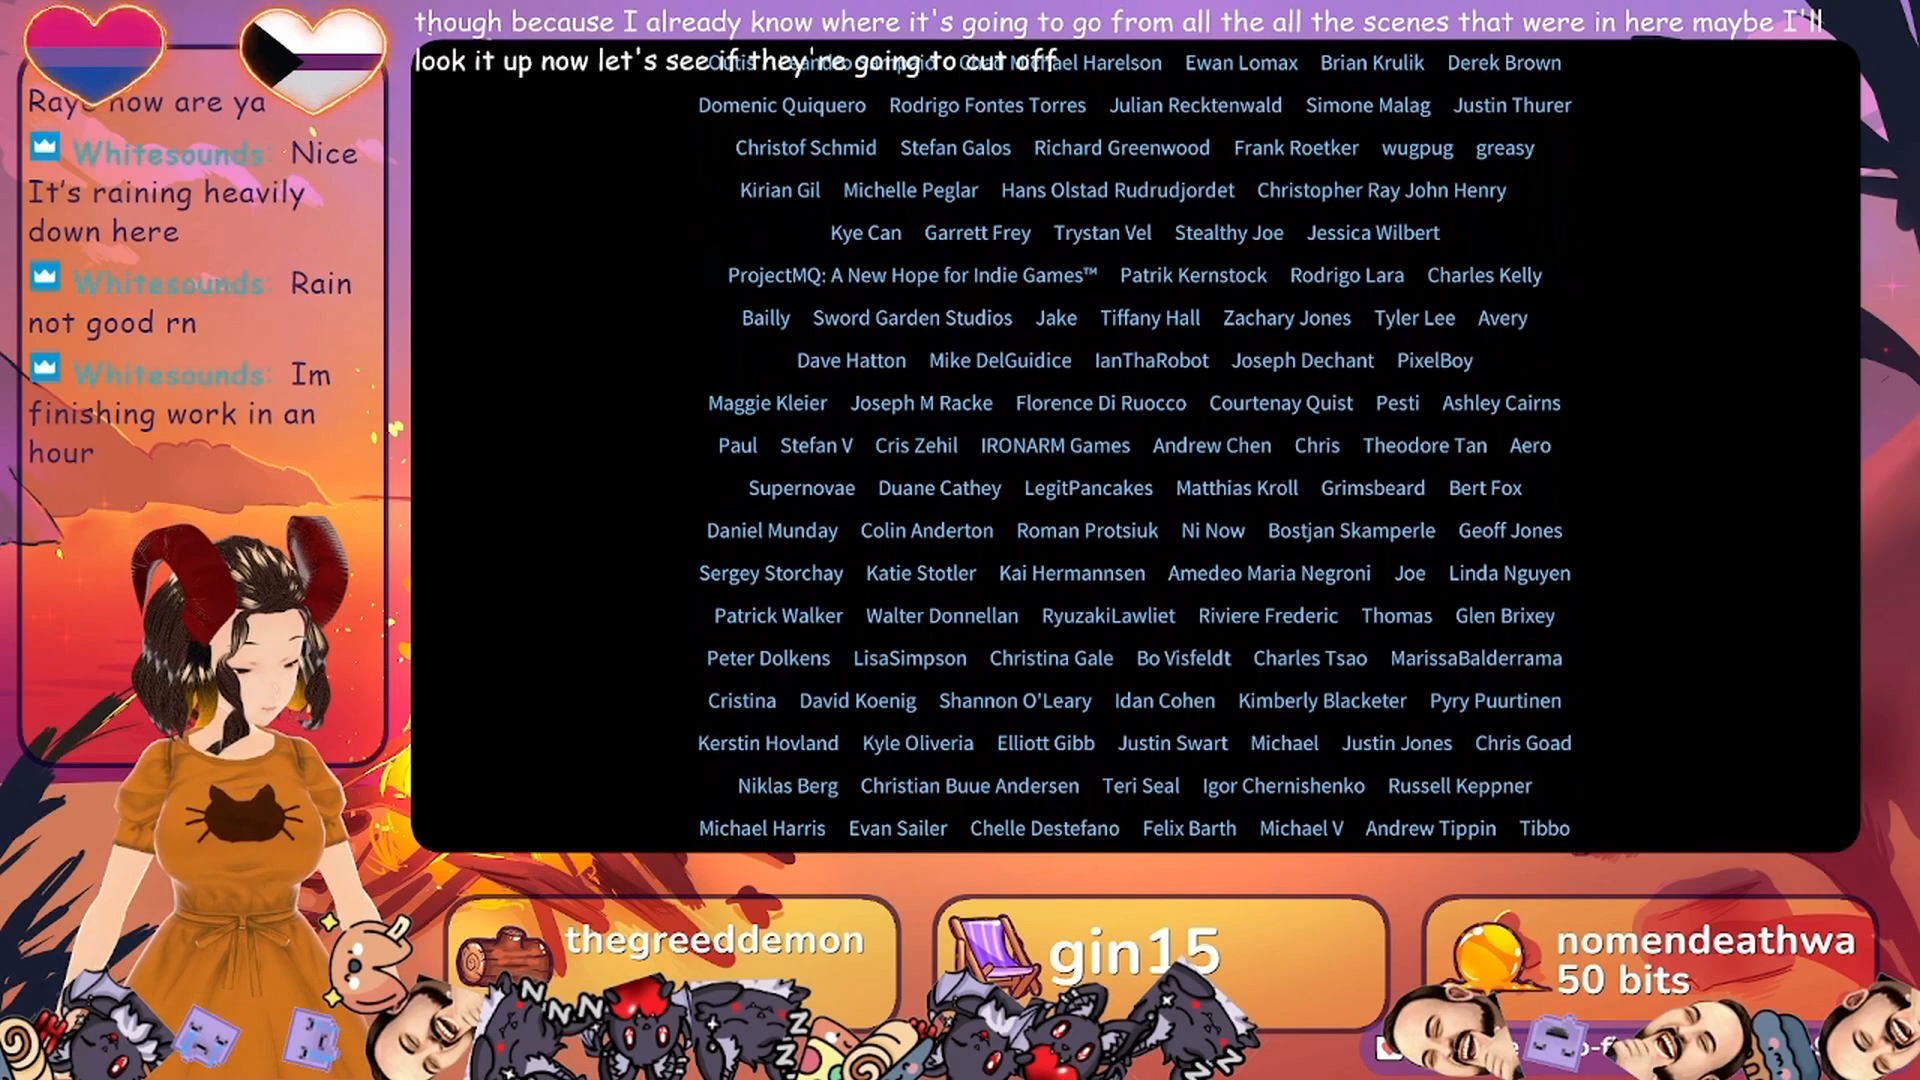 though because I already know where it's going to go from all the all the scenes that were in here maybe I'll
look it up now let's see if they're going to cut off
Harelson Ewan Lomax Brian Krulik Derek Brown
Domenic Quiquero Rodrigo Fontes Torres Julian Recktenwald Simone Malag Justin Thurer
Christof Schmid Stefan Galos Richard Greenwood Frank Roetker wugpug greasy
Kirian Gil Michelle Peglar Hans Olstad Rudrudjordet Christopher Ray John Henry
Kye Can Garrett Frey Trystan Vel Stealthy Joe Jessica Wilbert
ProjectMQ: A New Hope for Indie Games™ Patrik Kernstock Rodrigo Lara Charles Kelly
Bailly Sword Garden Studios Jake Tiffany Hall Zachary Jones Tyler Lee Avery
Dave Hatton Mike DelGuidice IanThaRobot Joseph Dechant PixelBoy
Maggie Kleier Joseph M Racke Florence Di Ruocco Courtenay Quist Pesti Ashley Cairns
Paul Stefan V Cris Zehil IRONARM Games Andrew Chen Chris Theodore Tan Aero
Supernovae Duane Cathey LegitPancakes Matthias Kroll Grimsbeard Bert Fox
Daniel Munday Colin Anderton Roman Protsiuk Ni Now Bostjan Skamperle Geoff Jones
Sergey Storchay Katie Stotler Kai Hermannsen Amedeo Maria Negroni Joe Linda Nguyen
Patrick Walker Walter Donnellan RyuzakiLawliet Riviere Frederic Thomas Glen Brixey
Peter Dolkens LisaSimpson Christina Gale Bo Visfeldt Charles Tsao MarissaBalderrama
Cristina David Koenig Shannon O'Leary Idan Cohen Kimberly Blacketer Pyry Puurtinen
Kerstin Hovland Kyle Oliveria Elliott Gibb Justin Swart Michael Justin Jones Chris Goad
Niklas Berg Christian Buue Andersen Teri Seal Igor Chernishenko Russell Keppner
Michael Harris Evan Sailer Chelle Destefano Felix Barth Michael V Andrew Tippin Tibbo
now are ya
Whitesounds: Nice
It's raining heavily
down here
Whitesounds: Rain
not good rn
Whitesounds: Im
finishing work in an
hour
thegreeddemon
gin15
nomendeathwa
50 bits